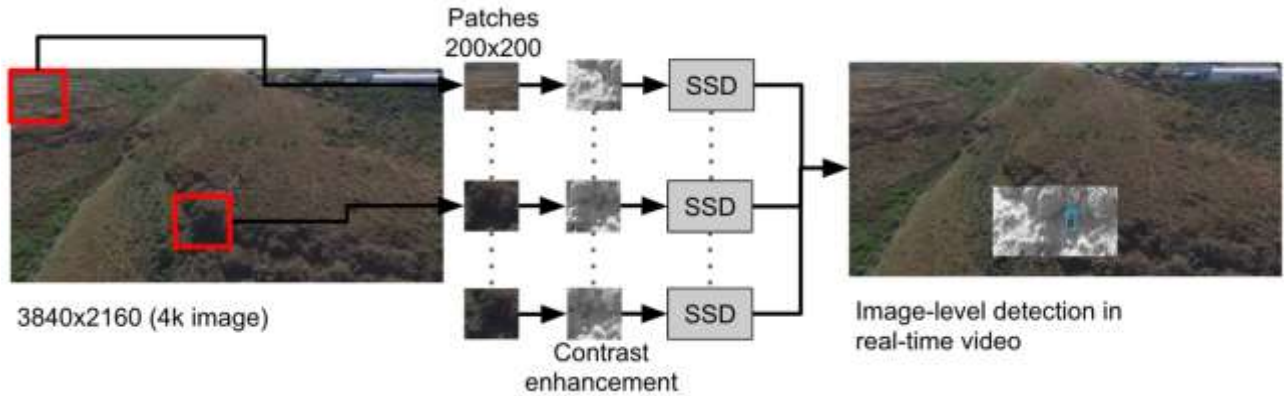 Patches
200x200
SSD
SSD
SSD
3840x2160 (4k image)
Contrast
enhancement
Image-level detection in
real-time video